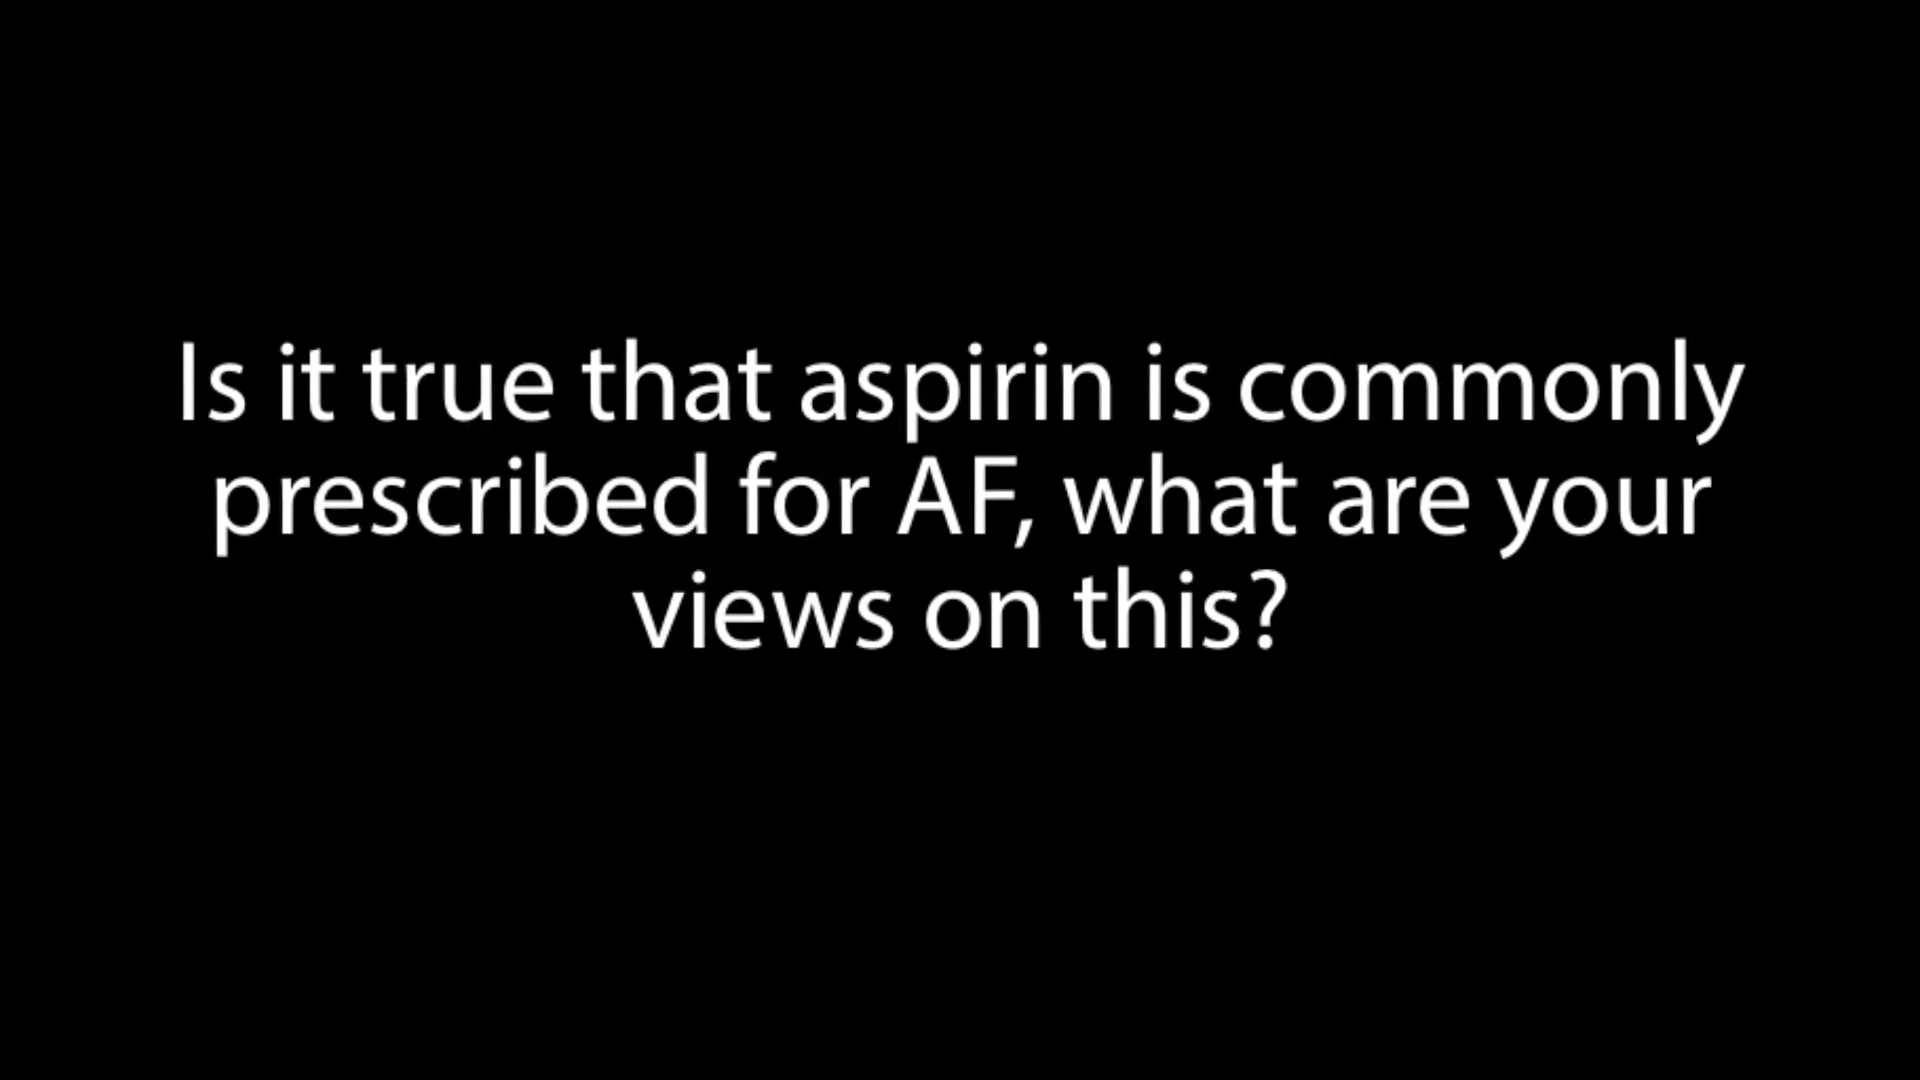 Is it true that aspirin is commonly
prescribed for AF, what are your
views on this?